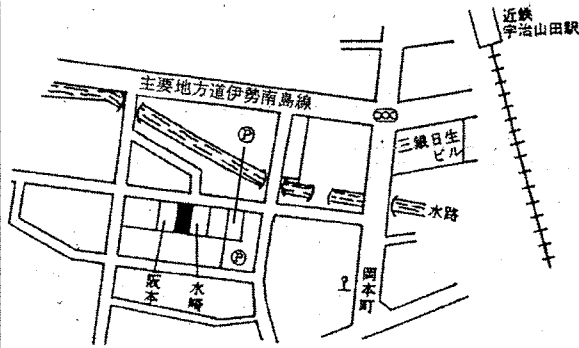 近鉄
宇治山田駅
主要地方道伊勢南島線
三銀日生
ビル
Ⓟ
水路
Ⓟ
阪本
水崎
岡本町